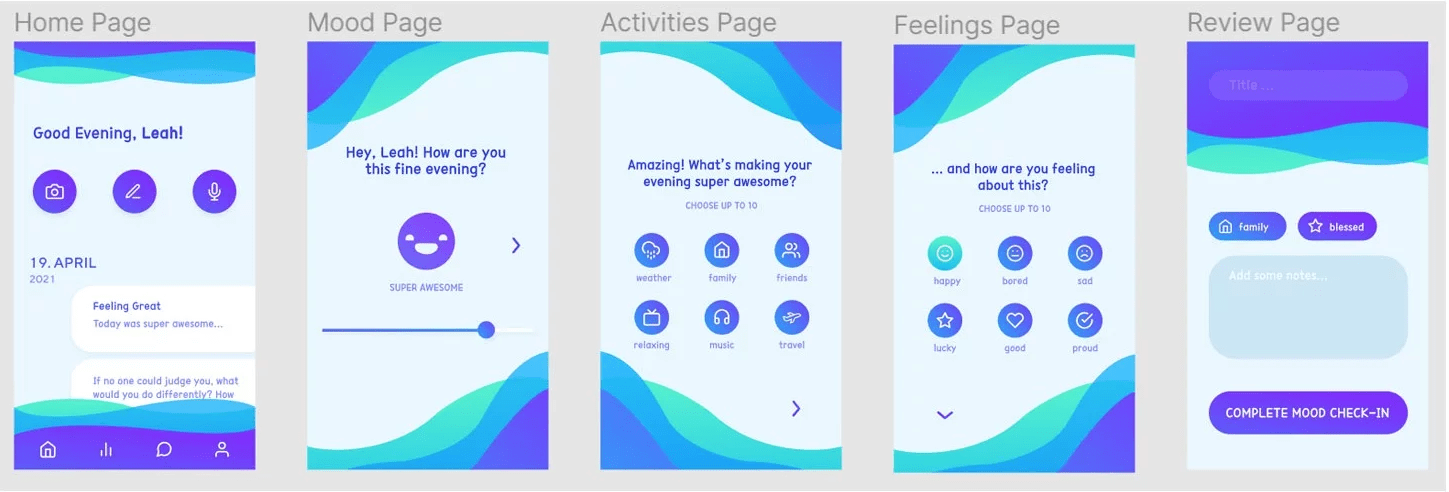 Home Page
Good Evening, Leah!
19. APRIL
2021
Feeling Great
Today was super awesome...
If no one could judge you, what
would you do differently? How
Mood Page
Hey, Leah! How are you
this fine evening?
SUPER AWESOME
Activities Page
Amazing! What's making your
evening super awesome?
CHOOSE UP TO 10
weather
family
friends
relaxing
music
travel
Feelings Page
... and how are you feeling
about this?
CHOOSE UP TO 10
happy
bored
sad
lucky
good
proud
Review Page
Title ...
family
blessed
Add some notes...
COMPLETE MOOD CHECK-IN